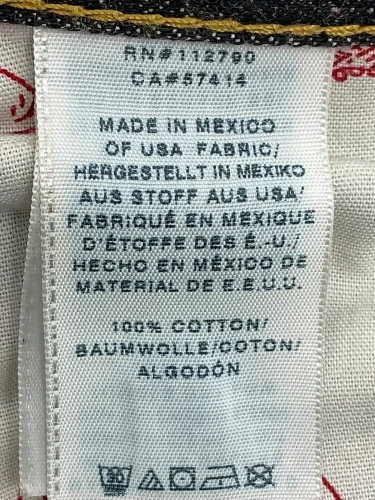 RN#112790
CA#57414
MADE IN MEXICO
OF USA FABRIC/
HERGESTELLT IN MEXIKO
AUS STOFF AUS USA/
FABRIQUÉ EN MEXIQUE
D'ÉTOFFE DES É.-U./
HECHO EN MÉXICO DE
MATERIAL DE E.E.U.U.
100% COTTON/
BAUMWOLLE/COTON/
ALGODÓN